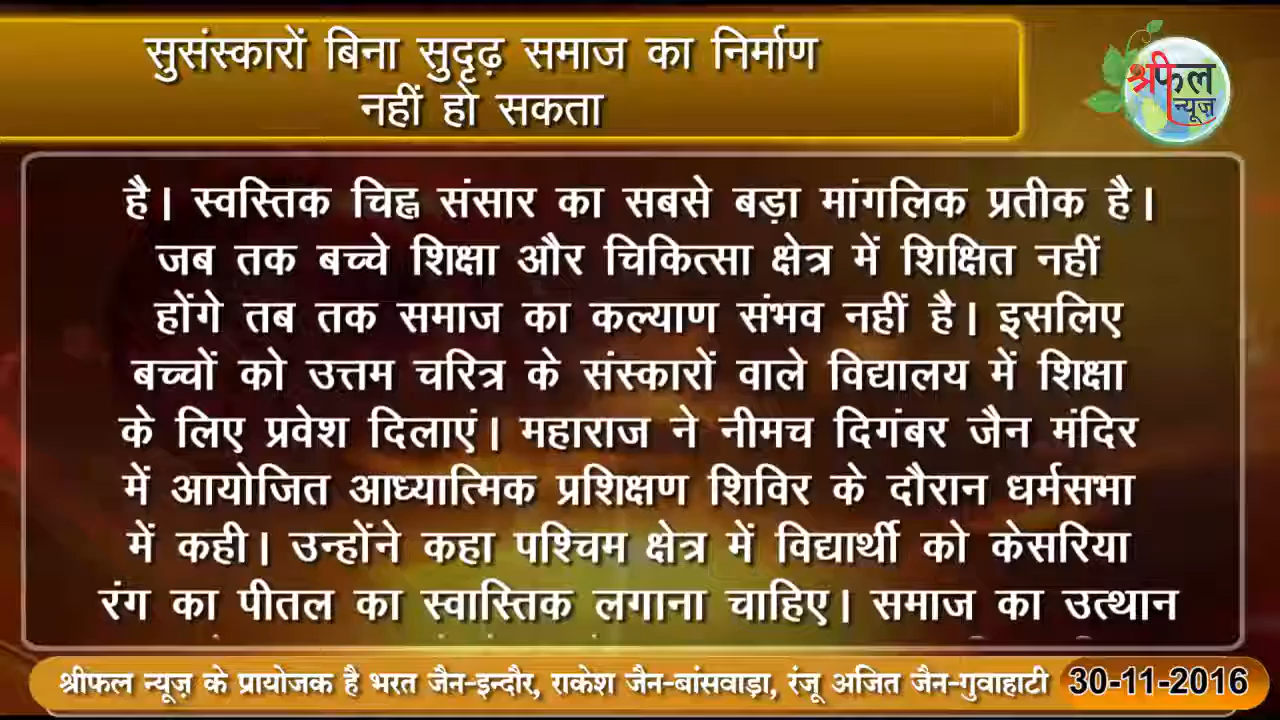 सुसंस्कारों बिना सुदृढ़ समाज का निर्माण
नहीं हो सकता
श्रीफल
न्यूज़
है। स्वस्तिक चिह्न संसार का सबसे बड़ा मांगलिक प्रतीक है।
जब तक बच्चे शिक्षा और चिकित्सा क्षेत्र में शिक्षित नहीं
होंगे तब तक समाज का कल्याण संभव नहीं है। इसलिए
बच्चों को उत्तम चरित्र के संस्कारों वाले विद्यालय में शिक्षा
के लिए प्रवेश दिलाएं। महाराज ने नीमच दिगंबर जैन मंदिर
में आयोजित आध्यात्मिक प्रशिक्षण शिविर के दौरान धर्मसभा
में कही। उन्होंने कहा पश्चिम क्षेत्र में विद्यार्थी को केसरिया
रंग का पीतल का स्वास्तिक लगाना चाहिए। समाज का उत्थान
श्रीफल न्यूज़ के प्रायोजक है भरत जैन-इन्दौर, राकेश जैन-बांसवाड़ा, रंजू अजित जैन-गुवाहाटी
30-11-2016